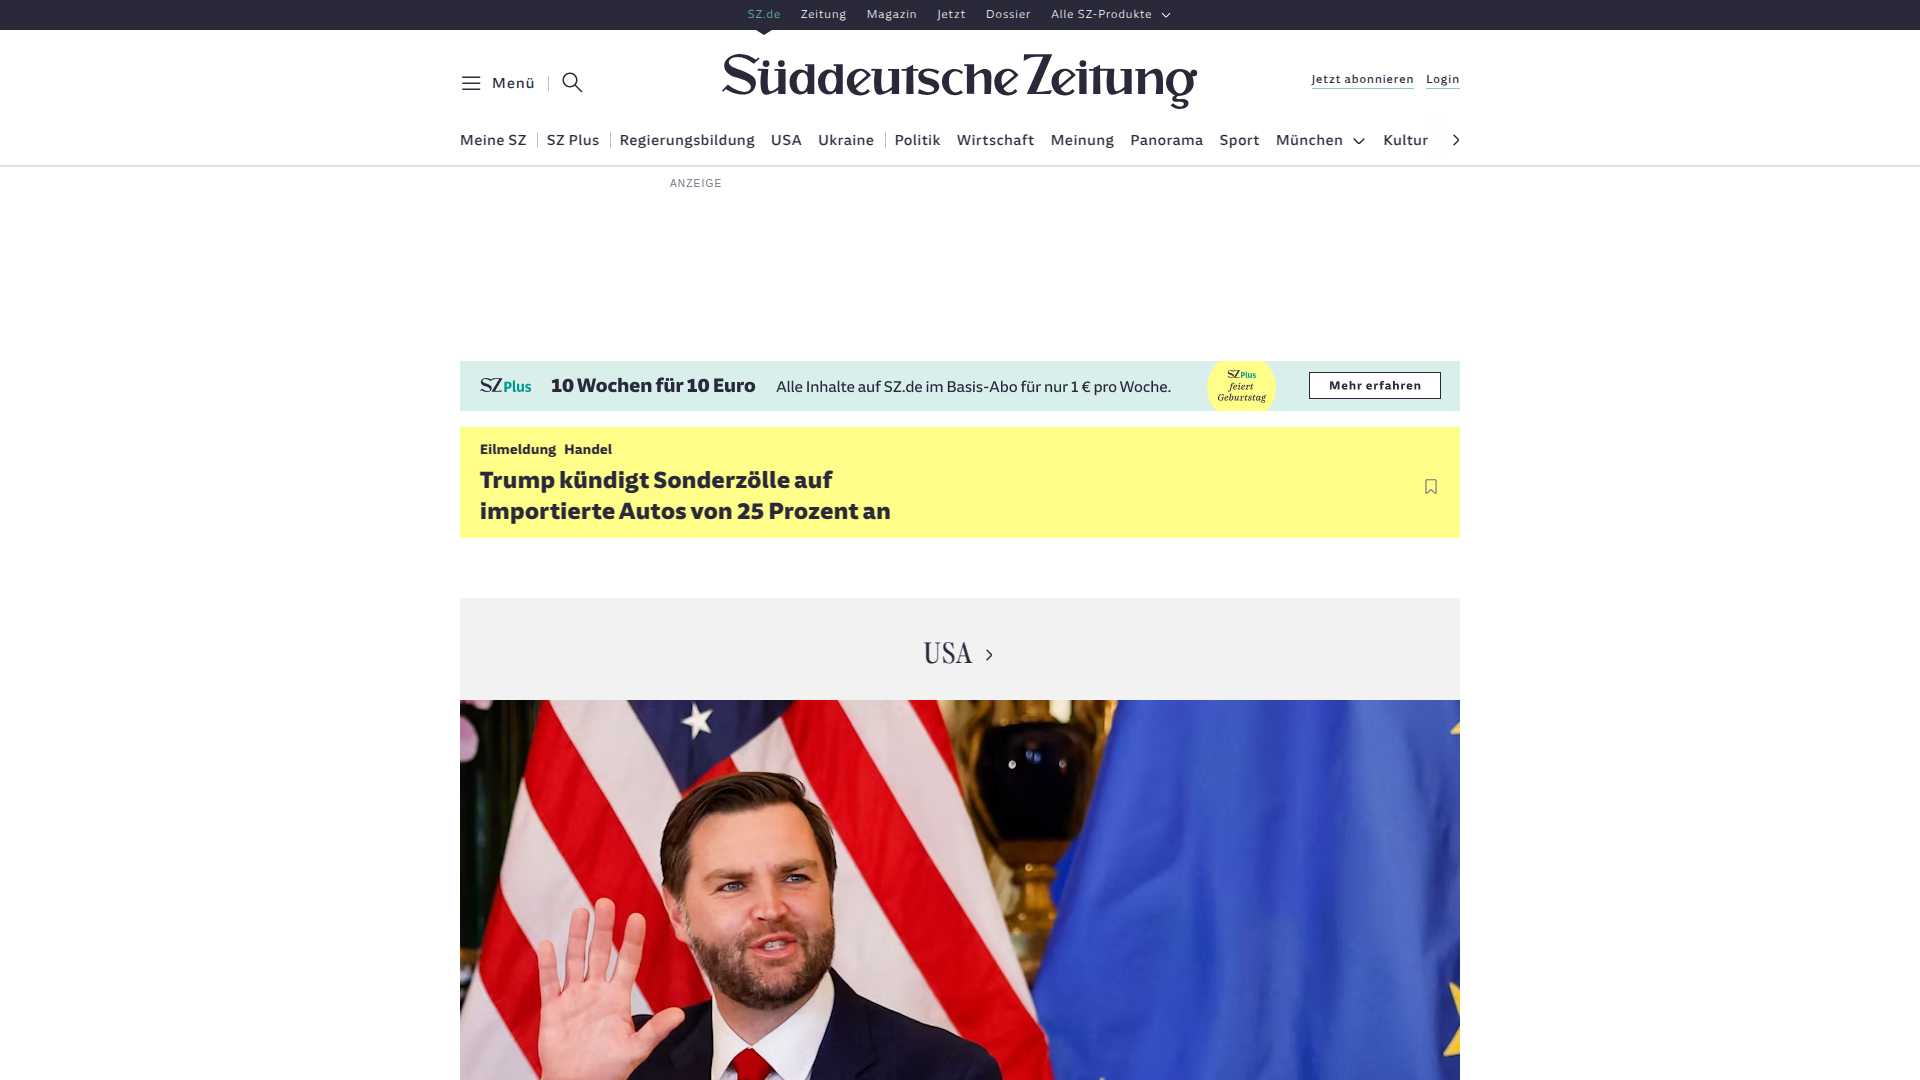 SZ.de Zeitung Magazin Jetzt Dossier Alle SZ-Produkte
Menü
Süddeutsche Zeitung
Jetzt abonnieren Login
Meine SZ SZ Plus Regierungsbildung USA Ukraine Politik Wirtschaft Meinung Panorama Sport München Kultur
ANZEIGE
SZ Plus 10 Wochen für 10 Euro Alle Inhalte auf SZ.de im Basis-Abo für nur 1 € pro Woche.
SZ Plus
feiert
Geburtstag
Mehr erfahren
Eilmeldung Handel
Trump kündigt Sonderzölle auf
importierte Autos von 25 Prozent an
USA